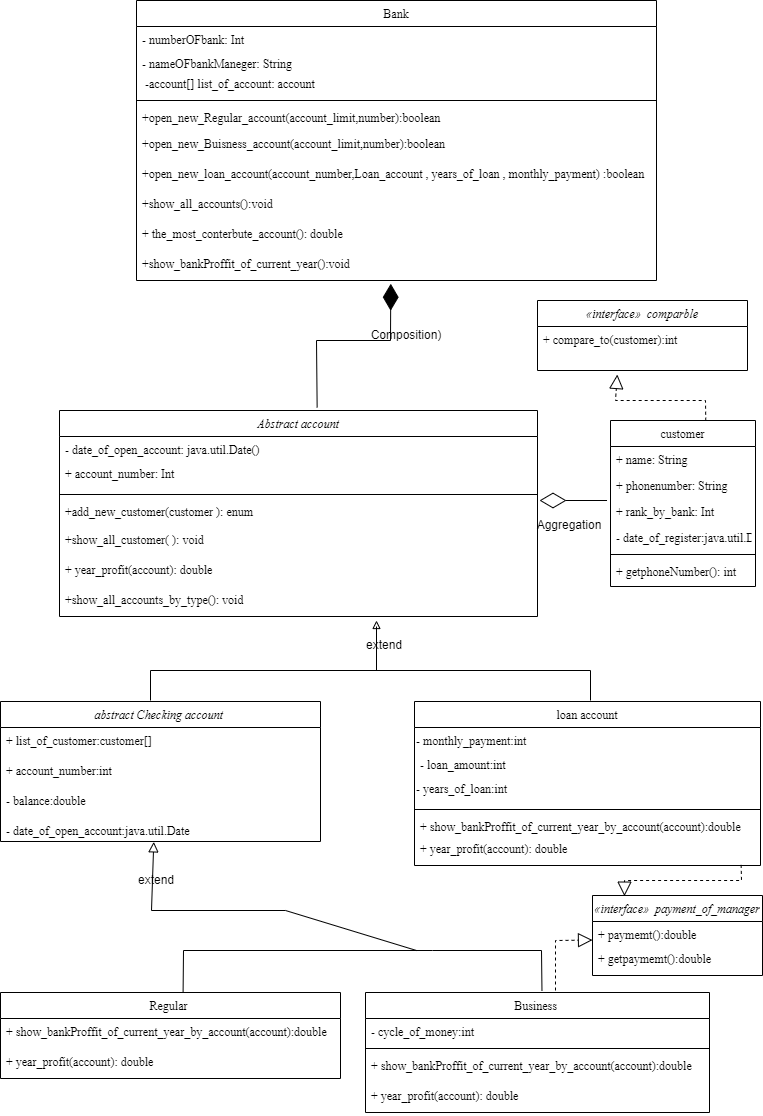 Bank
- numberOFbank: Int
- nameOFbankManeger: String
-account[] list_of_account: account
+open_new_Regular_account(account_limit,number):boolean
+open_new_Buisness_account(account_limit,number):boolean
+open_new_loan_account(account_number,Loan_account , years_of_loan , monthly_payment) :boolean
+show_all_accounts():void
+ the_most_conterbute_account(): double
+show_bankProffit_of_current_year():void
Composition)
«interface» comparble
+ compare_to(customer):int
Abstract account
- date_of_open_account: java.util.Date()
+ account_number: Int
+add_new_customer(customer ): enum
+show_all_customer( ): void
+ year_profit(account): double
+show_all_accounts_by_type(): void
Aggregation
customer
+ name: String
+ phonenumber: String
+ rank_by_bank: Int
- date_of_register:java.util.
+ getphoneNumber(): int
extend
abstract Checking account
+ list_of_customer:customer[]
+ account_number:int
- balance:double
- date_of_open_account:java.util.Date
loan account
- monthly_payment:int
- loan_amount:int
- years_of_loan:int
+ show_bankProffit_of_current_year_by_account(account):double
+ year_profit(account): double
extend
«interface» payment_of_manager
+ paymemt():double
+ getpaymemt():double
Regular
+ show_bankProffit_of_current_year_by_account(account):double
+ year_profit(account): double
Business
- cycle_of_money:int
+ show_bankProffit_of_current_year_by_account(account):double
+ year_profit(account): double